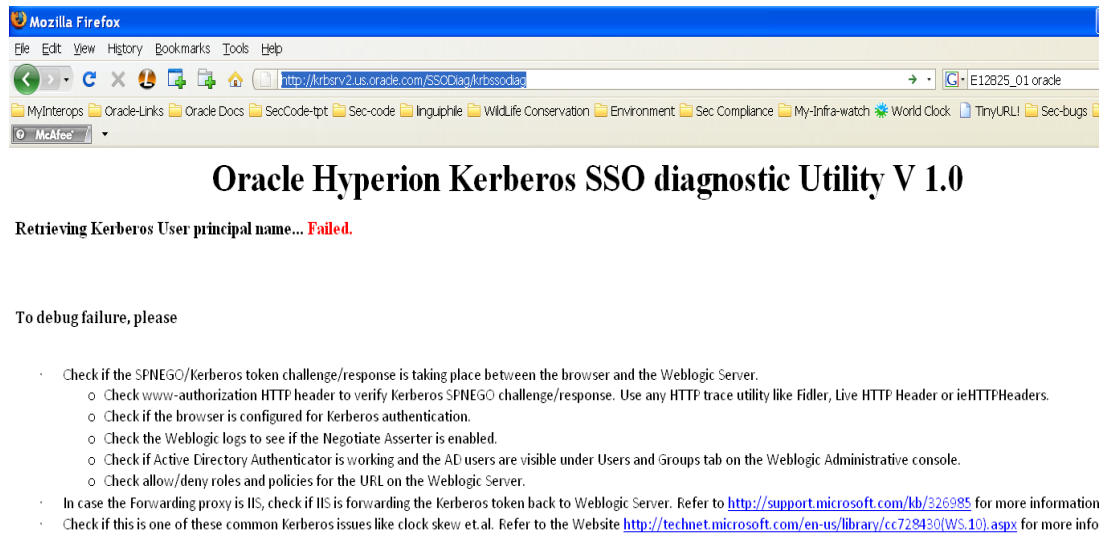 Mozilla Firefox
File Edit View History Bookmarks Tools Help
http://krbsrv2.us.oracle.com/SSODiag/krbssodiag
G E12825_01 oracle
MyInterops Oracle-Links Oracle Docs SecCode-tpt Sec-code linguiphile WildLife Conservation Environment Sec Compliance My-Infra-watch World Clock TinyURL! Sec-bugs
McAfee
Oracle Hyperion Kerberos SSO diagnostic Utility V 1.0
Retrieving Kerberos User principal name... Failed.
To debug failure, please
· Check if the SPNEGO/Kerberos token challenge/response is taking place between the browser and the Weblogic Server.
o Check www-authorization HTTP header to verify Kerberos SPNEGO challenge/response. Use any HTTP trace utility like Fidler, Live HTTP Header or ieHTTPHeaders.
o Check if the browser is configured for Kerberos authentication.
o Check the Weblogic logs to see if the Negotiate Asserter is enabled.
o Check if Active Directory Authenticator is working and the AD users are visible under Users and Groups tab on the Weblogic Administrative console.
o Check allow/deny roles and policies for the URL on the Weblogic Server.
· In case the Forwarding proxy is IIS, check if IIS is forwarding the Kerberos token back to Weblogic Server. Refer to http://support.microsoft.com/kb/326985 for more information
· Check if this is one of these common Kerberos issues like clock skew et.al. Refer to the Website http://technet.microsoft.com/en-us/library/cc728430(WS.10).aspx for more info